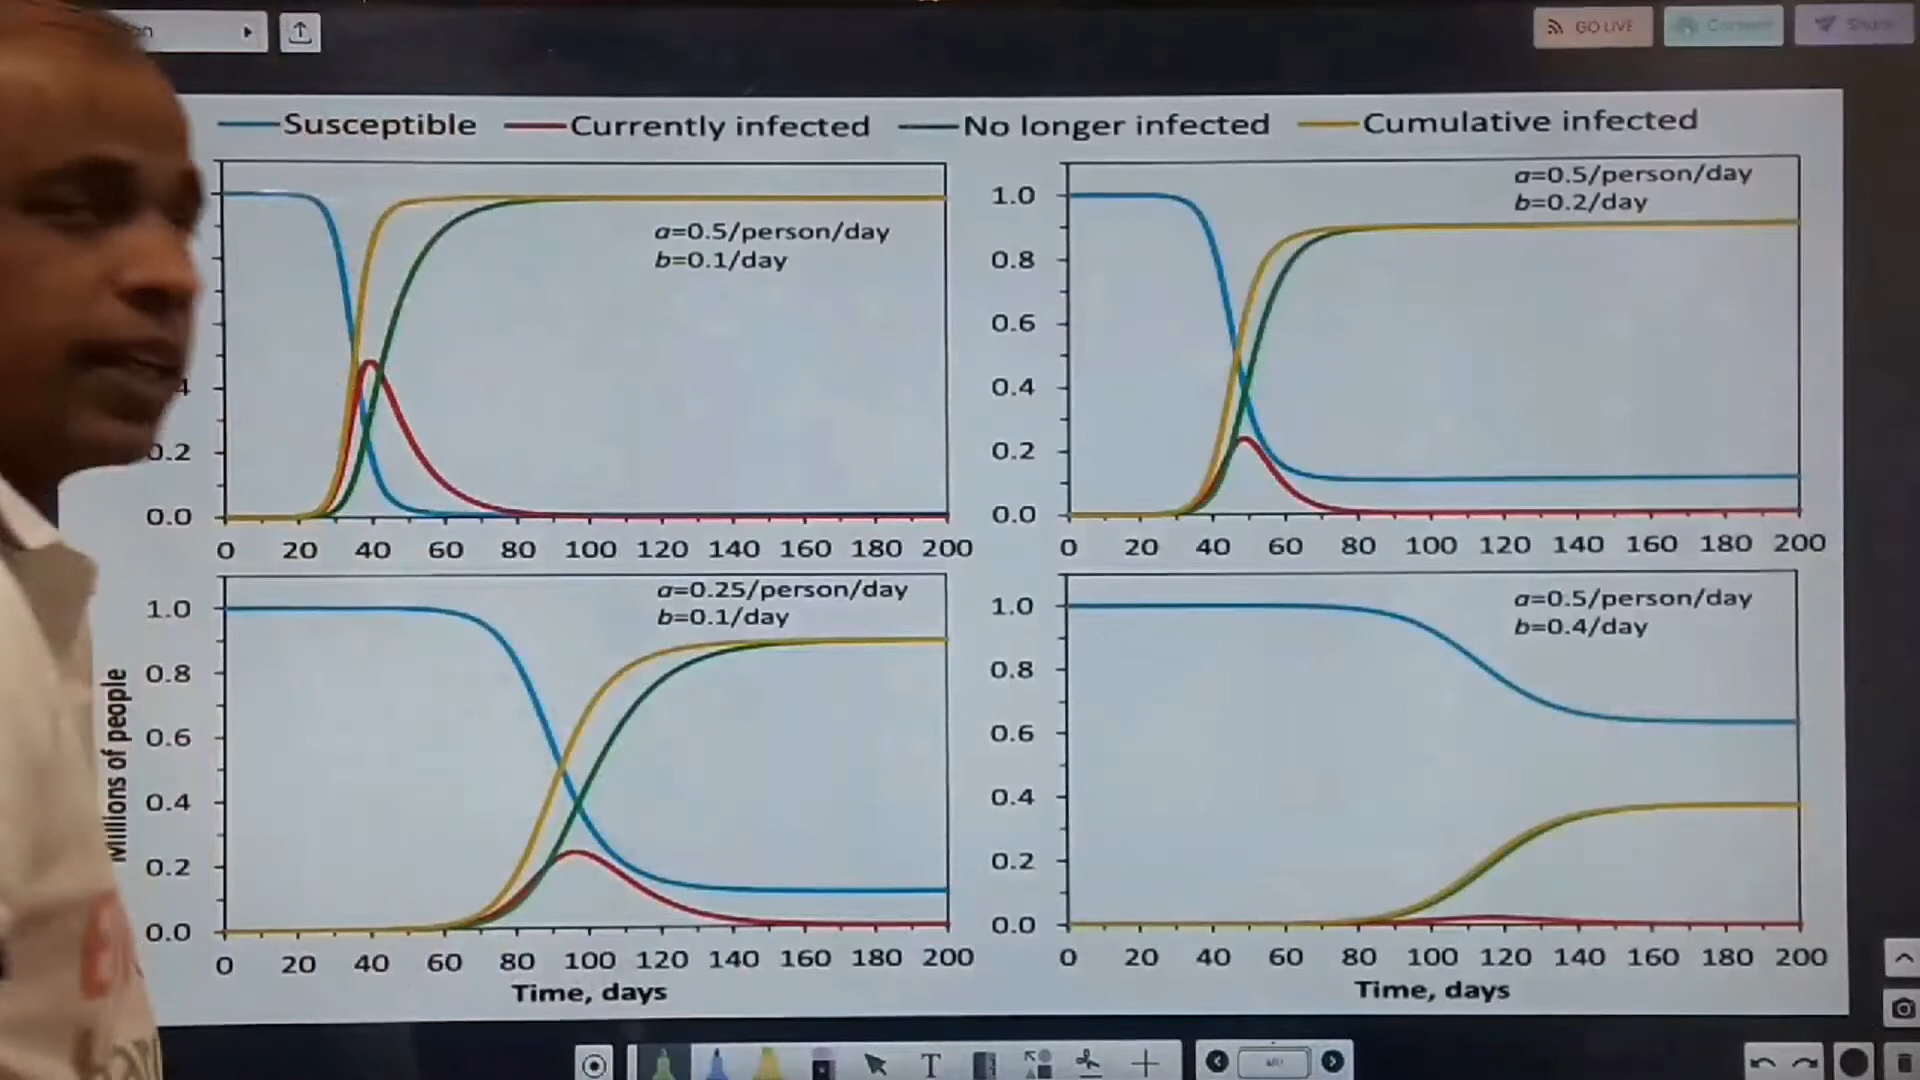 GO LIVE
Susceptible Currently infected No longer infected Cumulative infected
a=0.5/person/day
b=0.1/day
0.2
0.0
0 20 40 60 80 100 120 140 160 180 200
a=0.5/person/day
b=0.2/day
1.0
0.8
0.6
0.4
0.2
0.0
0 20 40 60 80 100 120 140 160 180 200
a=0.25/person/day
b=0.1/day
1.0
0.8
0.6
0.4
0.2
0.0
Millions of people
0 20 40 60 80 100 120 140 160 180 200
Time, days
a=0.5/person/day
b=0.4/day
1.0
0.8
0.6
0.4
0.2
0.0
0 20 40 60 80 100 120 140 160 180 200
Time, days
T